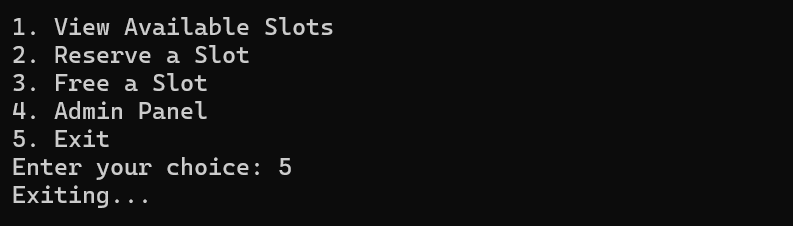 1. View Available Slots
2. Reserve a Slot
3. Free a Slot
4. Admin Panel
5. Exit
Enter your choice: 5
Exiting...